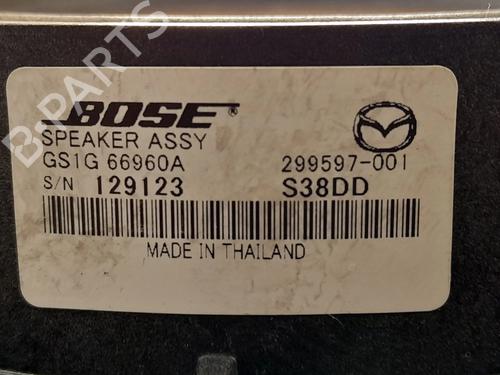 B-PARTS
BOSE®
SPEAKER ASSY
GS1G 66960A 299597-001
S/N 129123 S38DD
MADE IN THAILAND